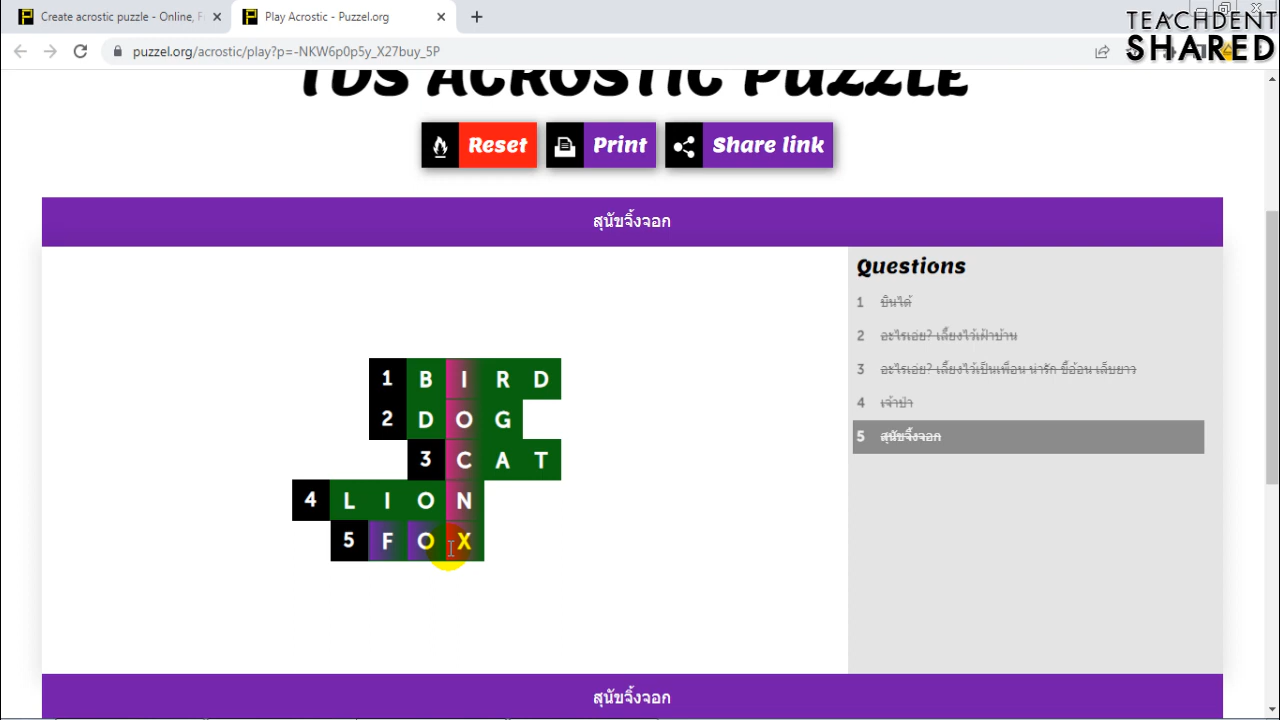 Create acrostic puzzle - Online, F
Play Acrostic - Puzzel.org
TEACHDENT
SHARED
puzzel.org/acrostic/play?p=-NKW6p0p5y_X27buy_5P
TDS ACROSTIC PUZZLE
Reset
Print
Share link
สุนัขจิ้งจอก
Questions
1 บินได้
2 อะไรเอ่ย? เลี้ยงไว้เฝ้าบ้าน
3 อะไรเอ่ย? เลี้ยงไว้เป็นเพื่อน น่ารัก ขี้อ้อน เล็บยาว
4 เจ้าป่า
5 สุนัขจิ้งจอก
1 B I R D
2 D O G
3 C A T
4 L I O N
5 F O X
สุนัขจิ้งจอก